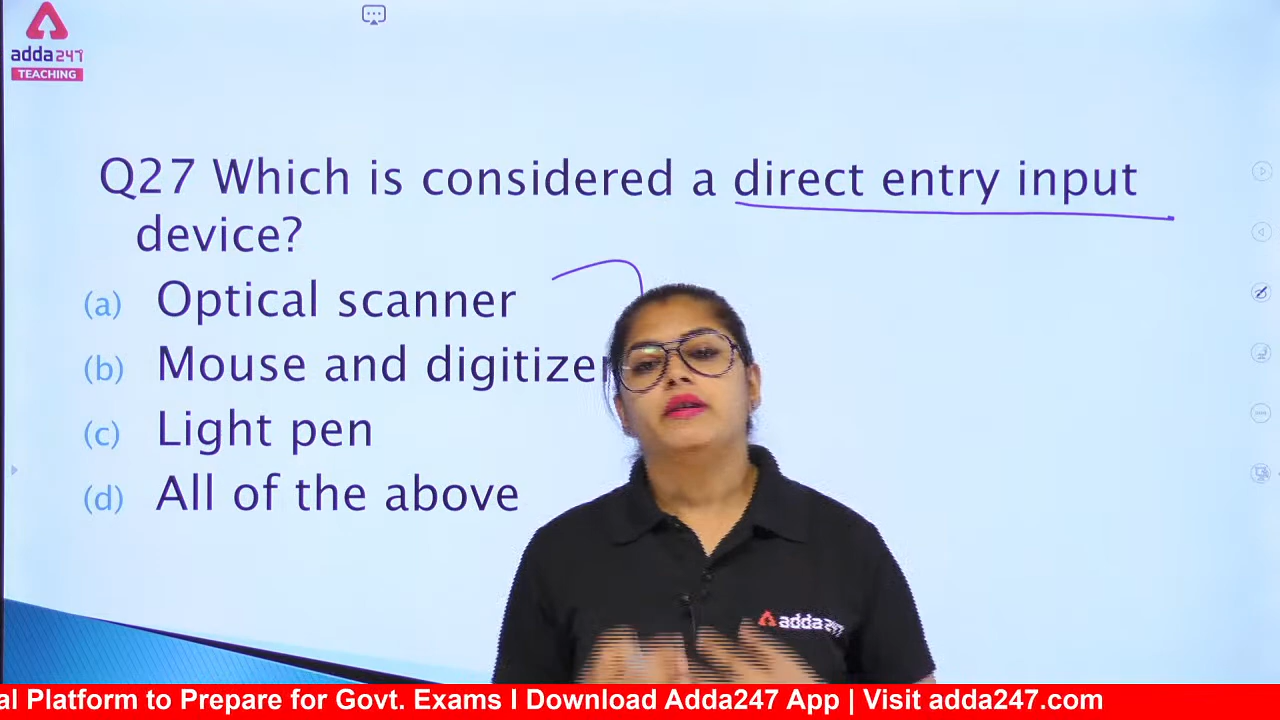 adda247
TEACHING
Q27 Which is considered a direct entry input
device?
(a) Optical scanner
(b) Mouse and digitizer
(c) Light pen
(d) All of the above
adda247
al Platform to Prepare for Govt. Exams I Download Adda247 App | Visit adda247.com